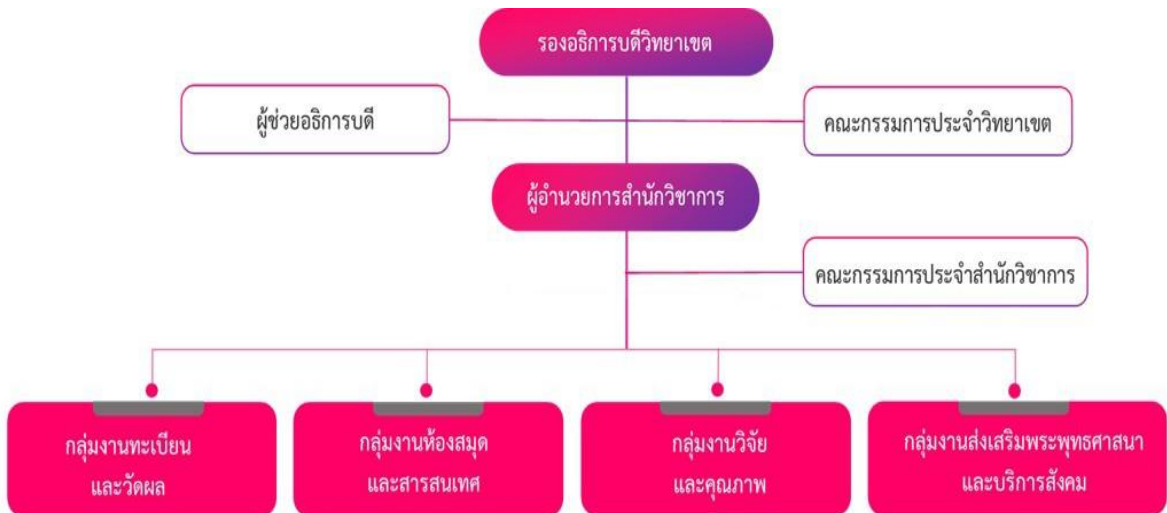 รองอธิการบดีวิทยาเขต
ผู้ช่วยอธิการบดี
คณะกรรมการประจำวิทยาเขต
ผู้อำนวยการสำนักวิชาการ
คณะกรรมการประจำสำนักวิชาการ
กลุ่มงานทะเบียน
และวัดผล
กลุ่มงานห้องสมุด
และสารสนเทศ
กลุ่มงานวิจัย
และคุณภาพ
กลุ่มงานส่งเสริมพระพุทธศาสนา
และบริการสังคม